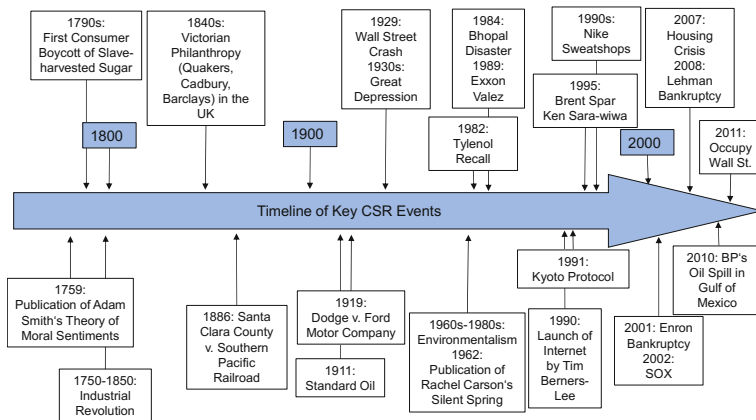 1790s:
First Consumer
Boycott of Slave-
harvested Sugar
1840s:
Victorian
Philanthropy
(Quakers,
Cadbury,
Barclays) in the
UK
1929:
Wall Street
Crash
1930s:
Great
Depression
1984:
Bhopal
Disaster
1989:
Exxon
Valez
1982:
Tylenol
Recall
1990s:
Nike
Sweatshops
1995:
Brent Spar
Ken Sara-wiwa
2007:
Housing
Crisis
2008:
Lehman
Bankruptcy
2011:
Occupy
Wall St.
1800
1900
2000
Timeline of Key CSR Events
1759:
Publication of Adam
Smith's Theory of
Moral Sentiments
1750-1850:
Industrial
Revolution
1886: Santa
Clara County
v. Southern
Pacific
Railroad
1919:
Dodge v. Ford
Motor Company
1911:
Standard Oil
1960s-1980s:
Environmentalism
1962:
Publication of
Rachel Carson's
Silent Spring
1991:
Kyoto Protocol
1990:
Launch of
Internet
by Tim
Berners-
Lee
2001: Enron
Bankruptcy
2002:
SOX
2010: BP's
Oil Spill in
Gulf of
Mexico